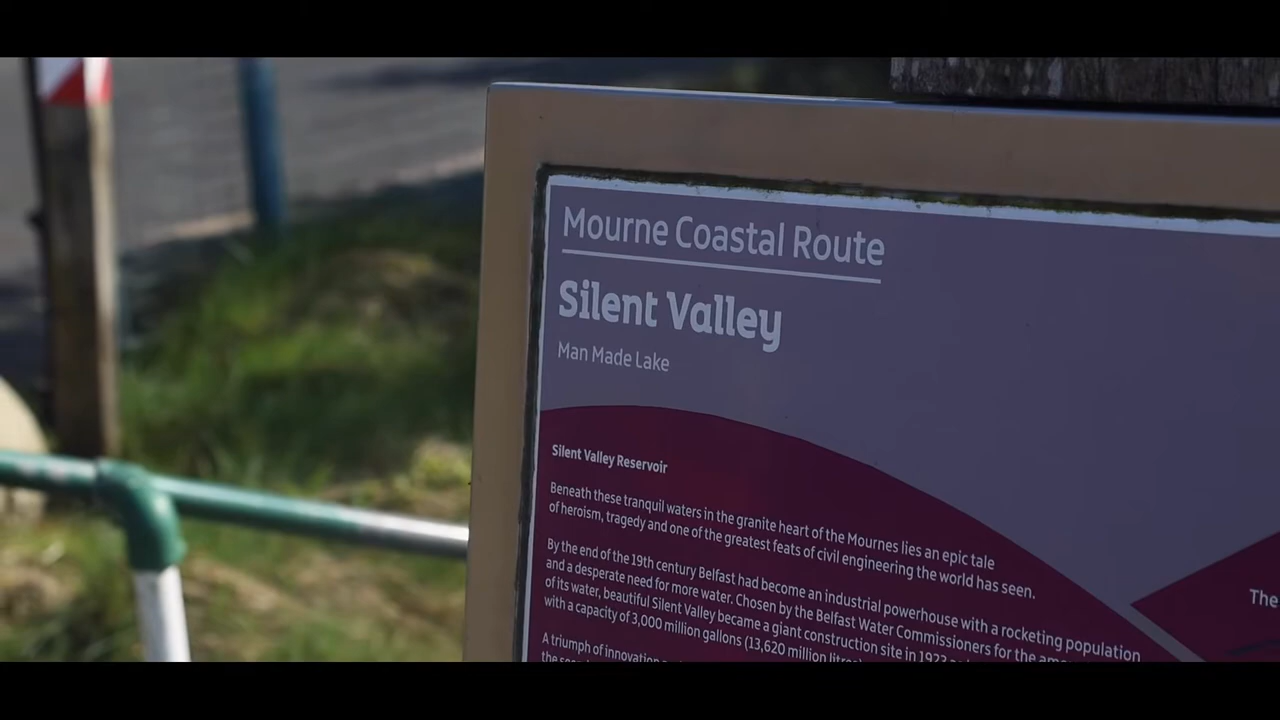 Mourne Coastal Route
Silent Valley
Man Made Lake
Silent Valley Reservoir
Beneath these tranquil waters in the granite heart of the Mournes lies an epic tale
of heroism, tragedy and one of the greatest feats of civil engineering the world has seen.
By the end of the 19th century Belfast had become an industrial powerhouse with a rocketing population
and a desperate need for more water. Chosen by the Belfast Water Commissioners for the
of its water, beautiful Silent Valley became a giant construction site in 1923
with a capacity of 3,000 million gallons (13,620 million litres)
A triumph of innovation
The